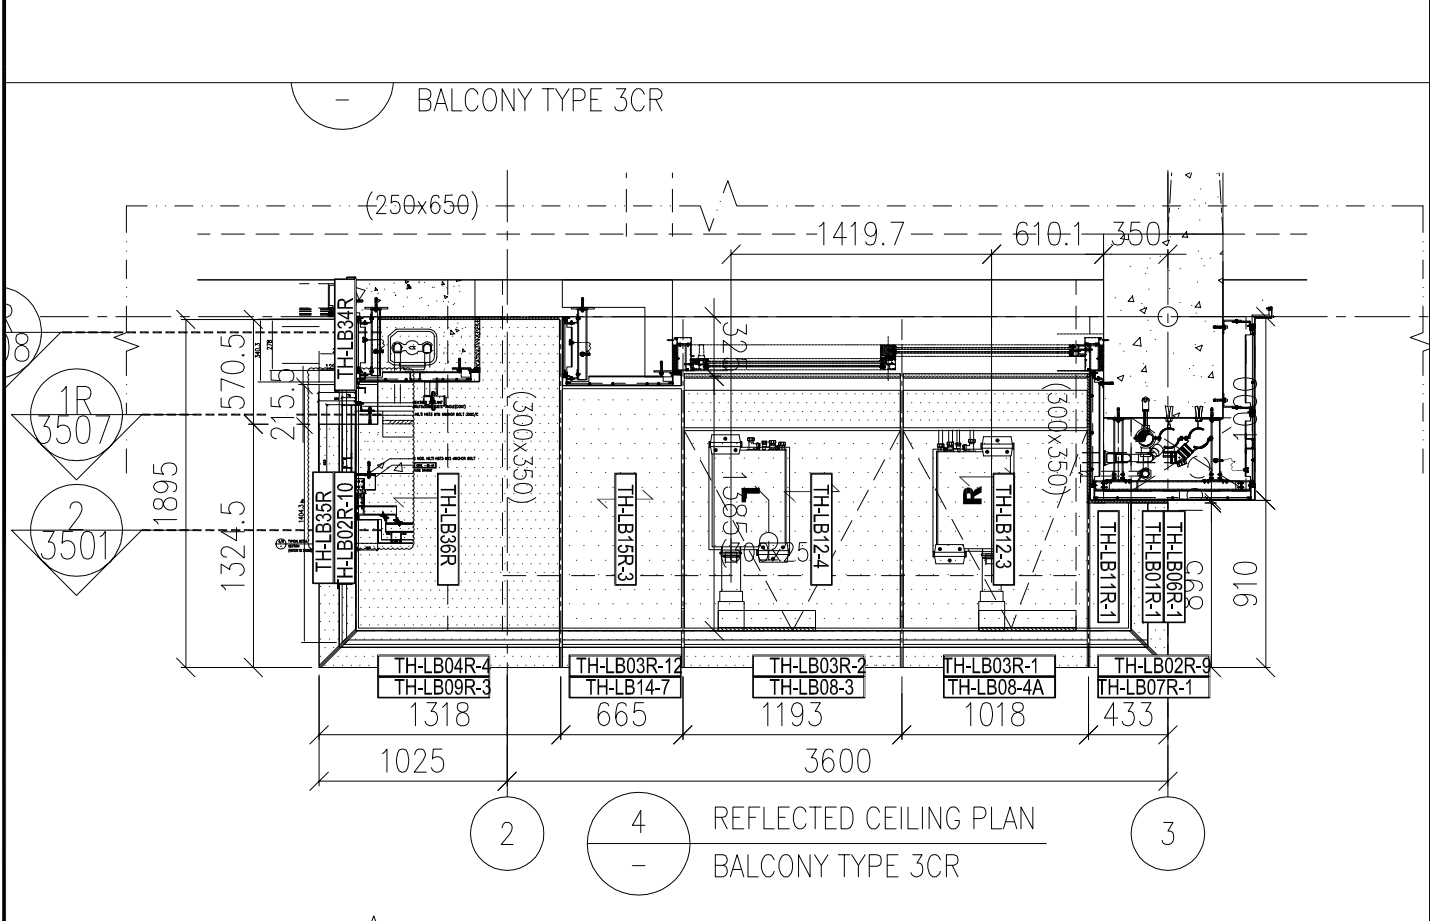 -
BALCONY TYPE 3CR
(250x650)
1419.7
610.1
350
TH-LB34R
325
340.3
278
570.5
215.5
1895
1324.5
1R
3507
2
3501
(300x350)
(300x350)
1000
TH-LB35R
TH-LB02R-10
TH-LB36R
TH-LB15R-3
L
TH-LB12-4
R
TH-LB12-3
TH-LB11R-1
TH-LB01R-1
TH-LB06R-1
910
TH-LB04R-4
TH-LB09R-3
TH-LB03R-12
TH-LB14-7
TH-LB03R-2
TH-LB08-3
TH-LB03R-1
TH-LB08-4A
TH-LB02R-9
TH-LB07R-1
1318
665
1193
1018
433
1025
3600
2
4
-
REFLECTED CEILING PLAN
BALCONY TYPE 3CR
3